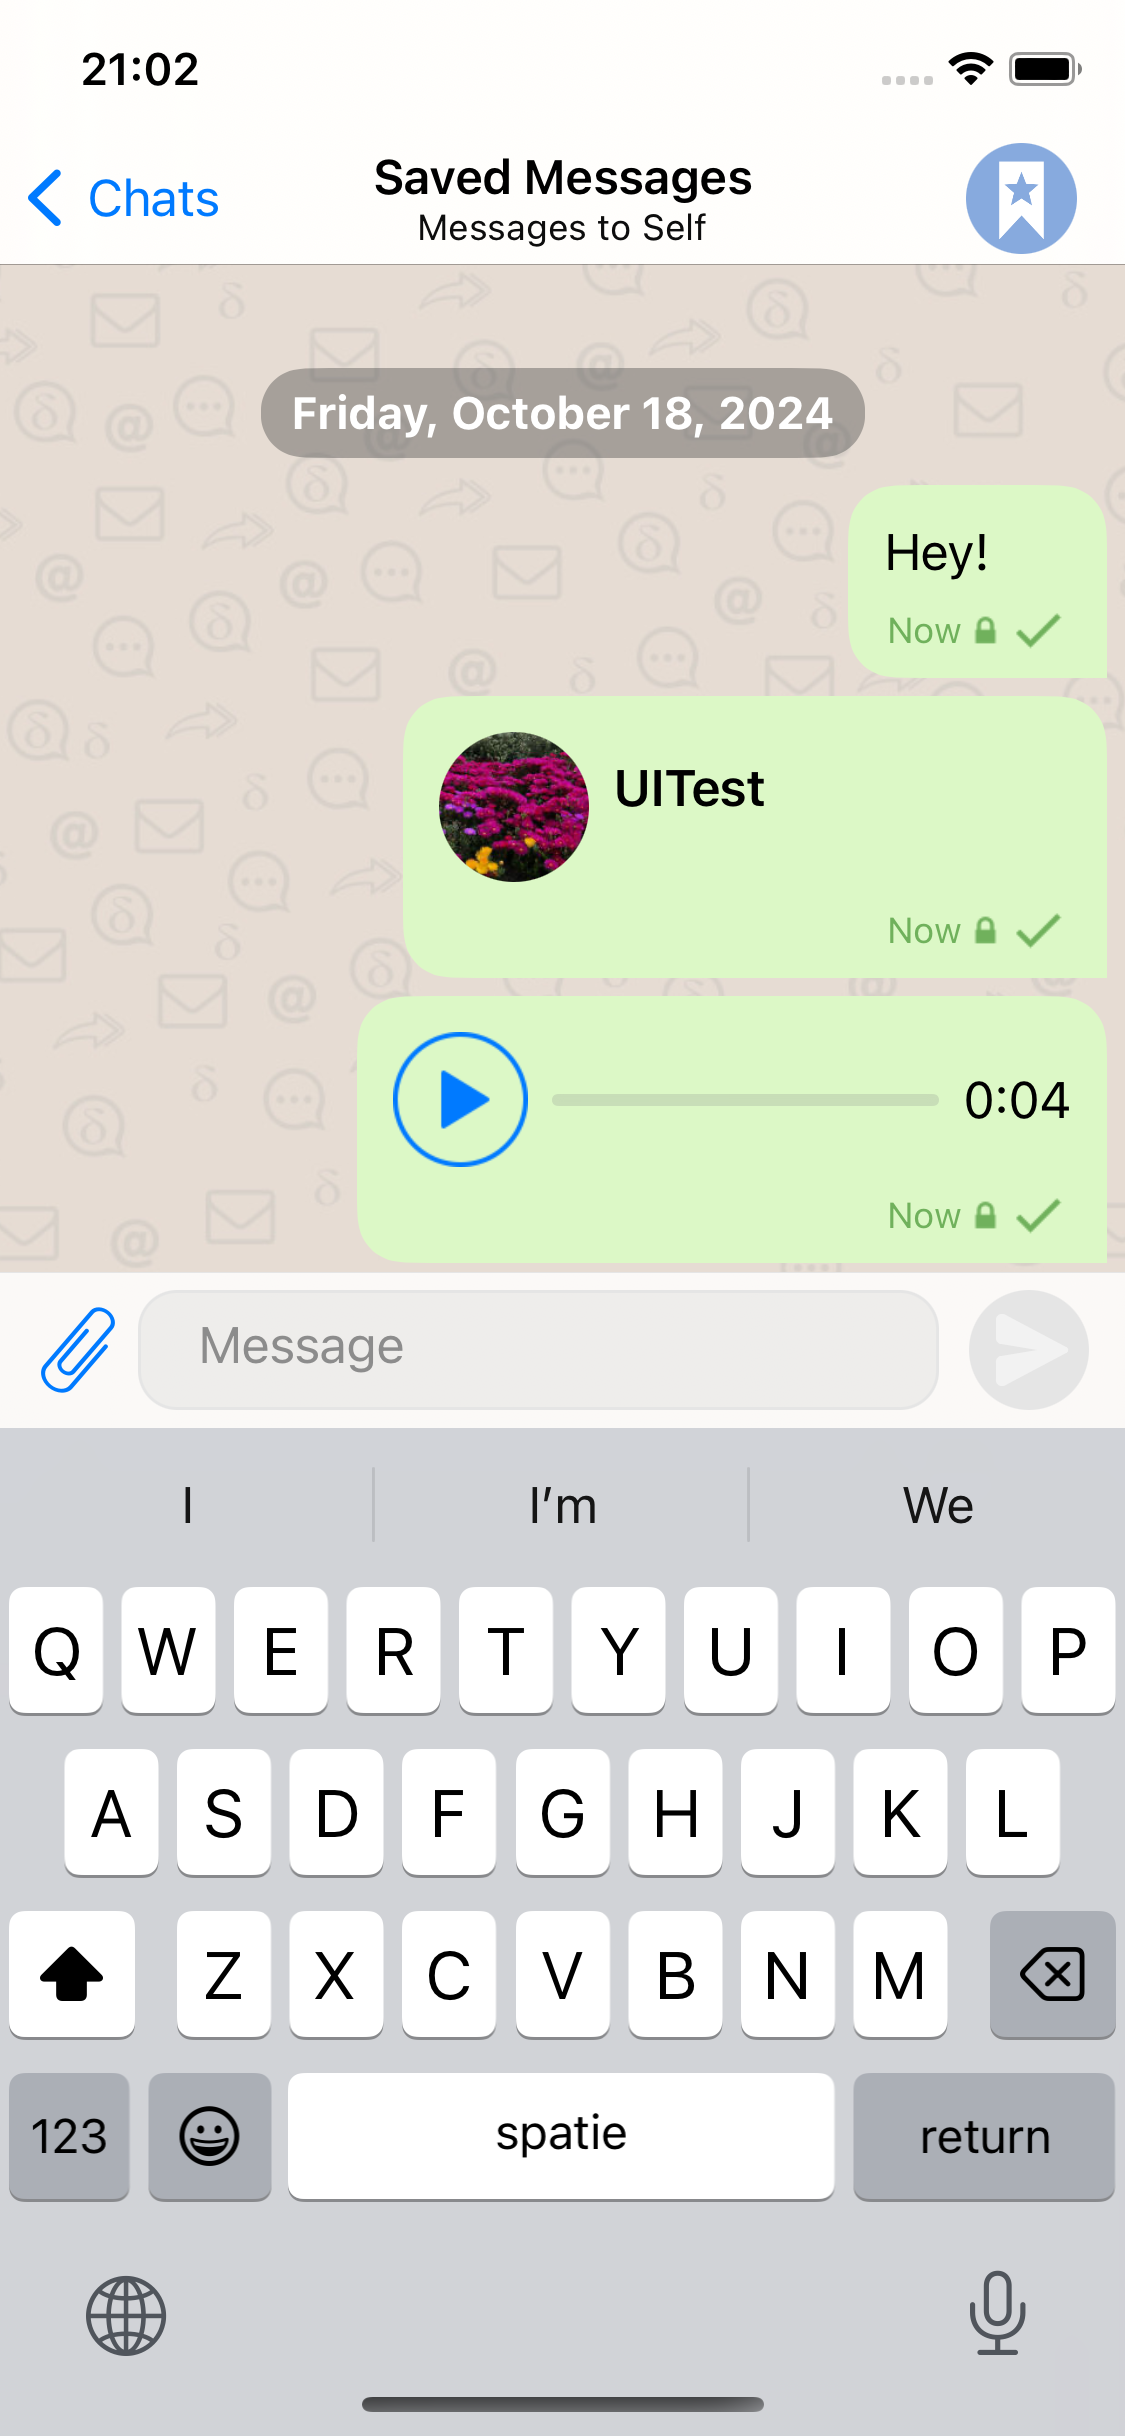 21:02
Chats
Saved Messages
Messages to Self
Friday, October 18, 2024
Hey!
Now
UITest
Now
0:04
Now
Message
I I’m We
Q W E R T Y U I O P
A S D F G H J K L
Z X C V B N M
123 spatie return